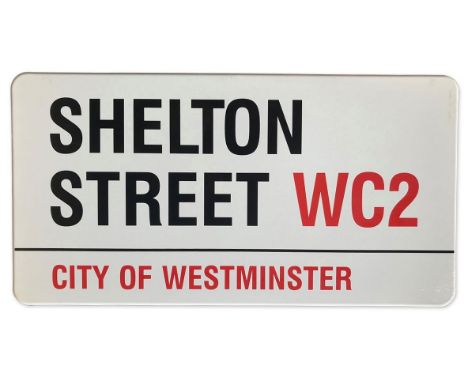 SHELTON
STREET WC2
CITY OF WESTMINSTER